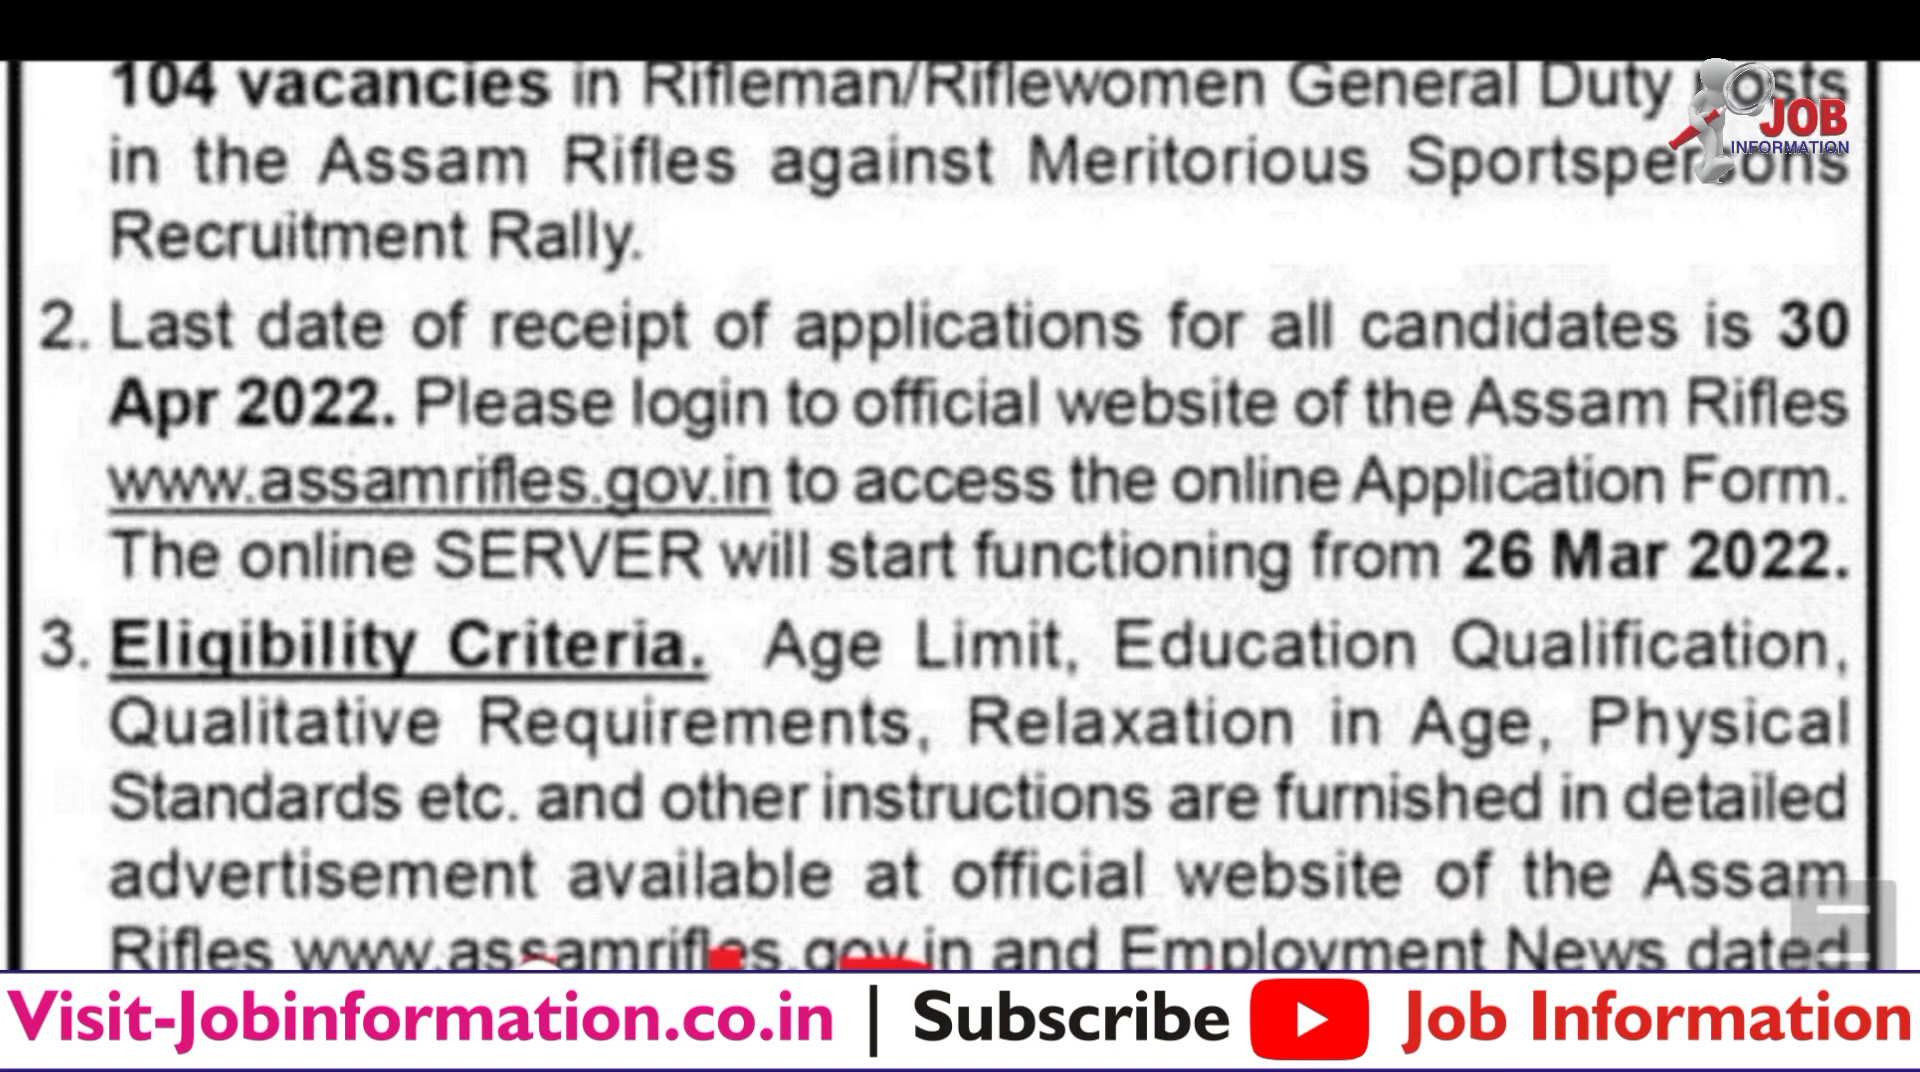 104 vacancies in Rifleman/Riflewomen General Duty posts
in the Assam Rifles against Meritorious Sportspersons
Recruitment Rally.
JOB
INFORMATION
2. Last date of receipt of applications for all candidates is 30
Apr 2022. Please login to official website of the Assam Rifles
www.assamrifles.gov.in to access the online Application Form.
The online SERVER will start functioning from 26 Mar 2022.
3. Eligibility Criteria. Age Limit, Education Qualification,
Qualitative Requirements, Relaxation in Age, Physical
Standards etc. and other instructions are furnished in detailed
advertisement available at official website of the Assam
Rifles www.assamrifles.gov.in and Employment News dated
Visit-Jobinformation.co.in | Subscribe Job Information